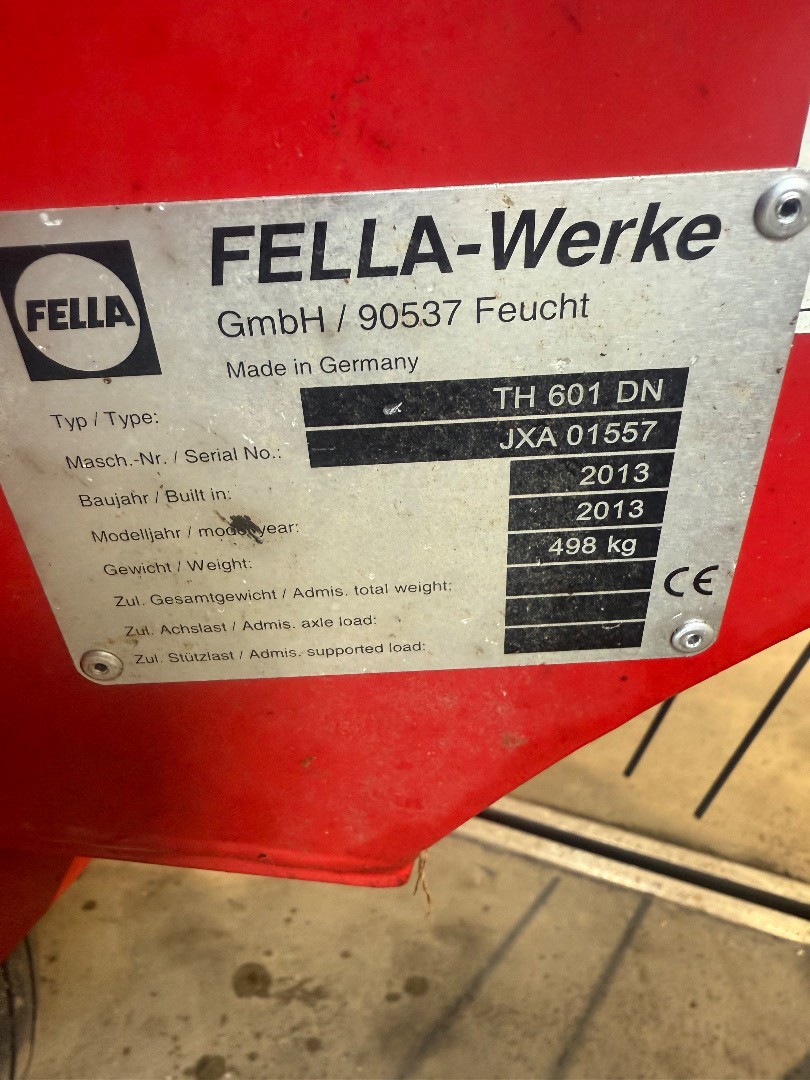 FELLA
FELLA-Werke
GmbH / 90537 Feucht
Made in Germany
Typ / Type: TH 601 DN
Masch.-Nr. / Serial No.: JXA 01557
Baujahr / Built in: 2013
Modelljahr / model year: 2013
Gewicht / Weight: 498 kg
Zul. Gesamtgewicht / Admis. total weight:
Zul. Achslast / Admis. axle load:
Zul. Stützlast / Admis. supported load:
CE